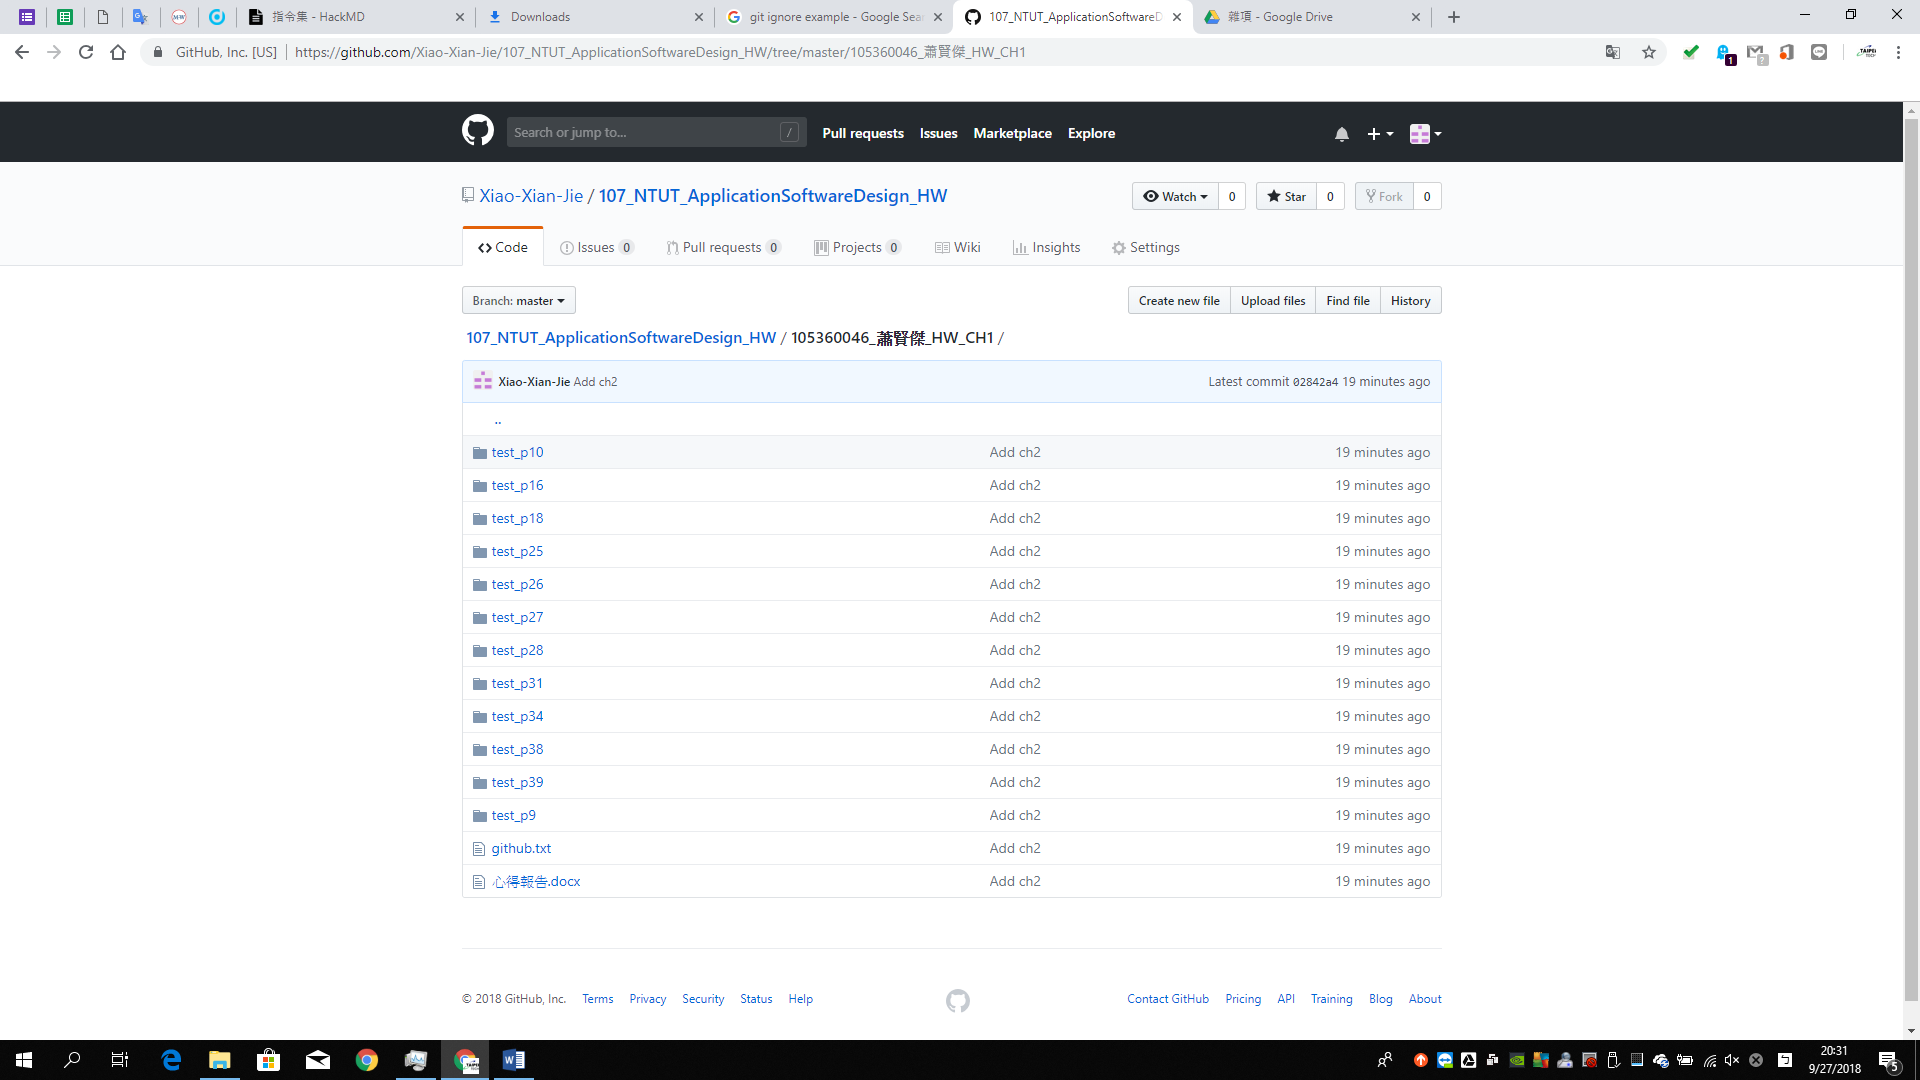 指令集 - HackMD
Downloads
git ignore example - Google Sea
107_NTUT_ApplicationSoftwareD
雜項 - Google Drive
GitHub, Inc. [US]
https://github.com/Xiao-Xian-Jie/107_NTUT_ApplicationSoftwareDesign_HW/tree/master/105360046_蕭賢傑_HW_CH1
1
?
Search or jump to...
/
Pull requests
Issues
Marketplace
Explore
Xiao-Xian-Jie / 107_NTUT_ApplicationSoftwareDesign_HW
Watch 0
Star 0
Fork 0
Code
Issues 0
Pull requests 0
Projects 0
Wiki
Insights
Settings
Branch: master
Create new file
Upload files
Find file
History
107_NTUT_ApplicationSoftwareDesign_HW / 105360046_蕭賢傑_HW_CH1 /
Xiao-Xian-Jie Add ch2
Latest commit 02842a4 19 minutes ago
..
test_p10 Add ch2 19 minutes ago
test_p16 Add ch2 19 minutes ago
test_p18 Add ch2 19 minutes ago
test_p25 Add ch2 19 minutes ago
test_p26 Add ch2 19 minutes ago
test_p27 Add ch2 19 minutes ago
test_p28 Add ch2 19 minutes ago
test_p31 Add ch2 19 minutes ago
test_p34 Add ch2 19 minutes ago
test_p38 Add ch2 19 minutes ago
test_p39 Add ch2 19 minutes ago
test_p9 Add ch2 19 minutes ago
github.txt Add ch2 19 minutes ago
心得報告.docx Add ch2 19 minutes ago
© 2018 GitHub, Inc.
Terms
Privacy
Security
Status
Help
Contact GitHub
Pricing
API
Training
Blog
About
20:31
9/27/2018
5